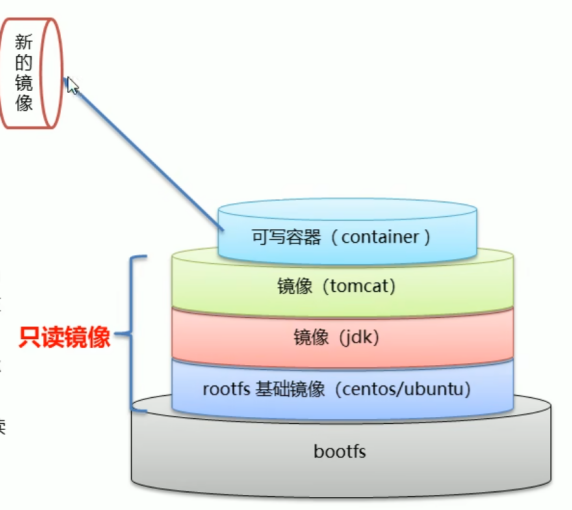 新的镜像
可写容器（container）
镜像（tomcat）
只读镜像
镜像（jdk）
rootfs 基础镜像（centos/ubuntu）
bootfs